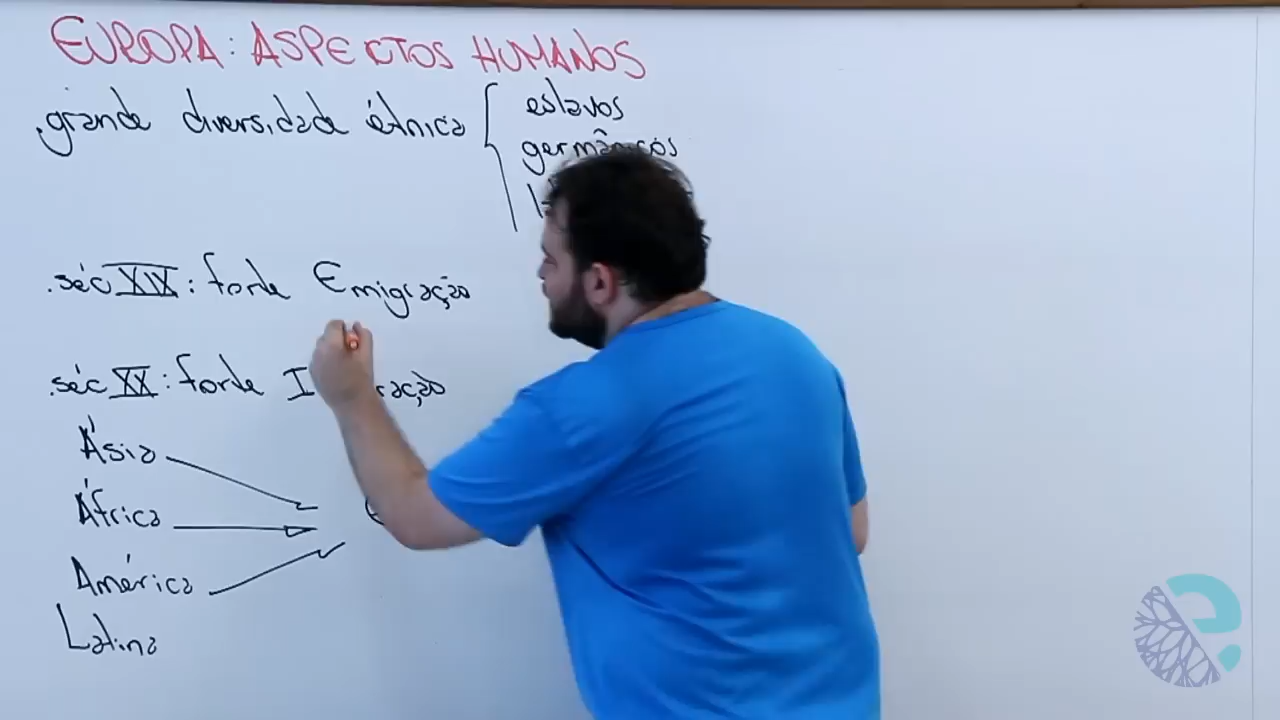 EUROPA: ASPECTOS HUMANOS
.grande diversidade étnica
eslavos
germânicos
.séc XIX: forte Emigração
.séc XX: forte
Ásia
África
América
Latina